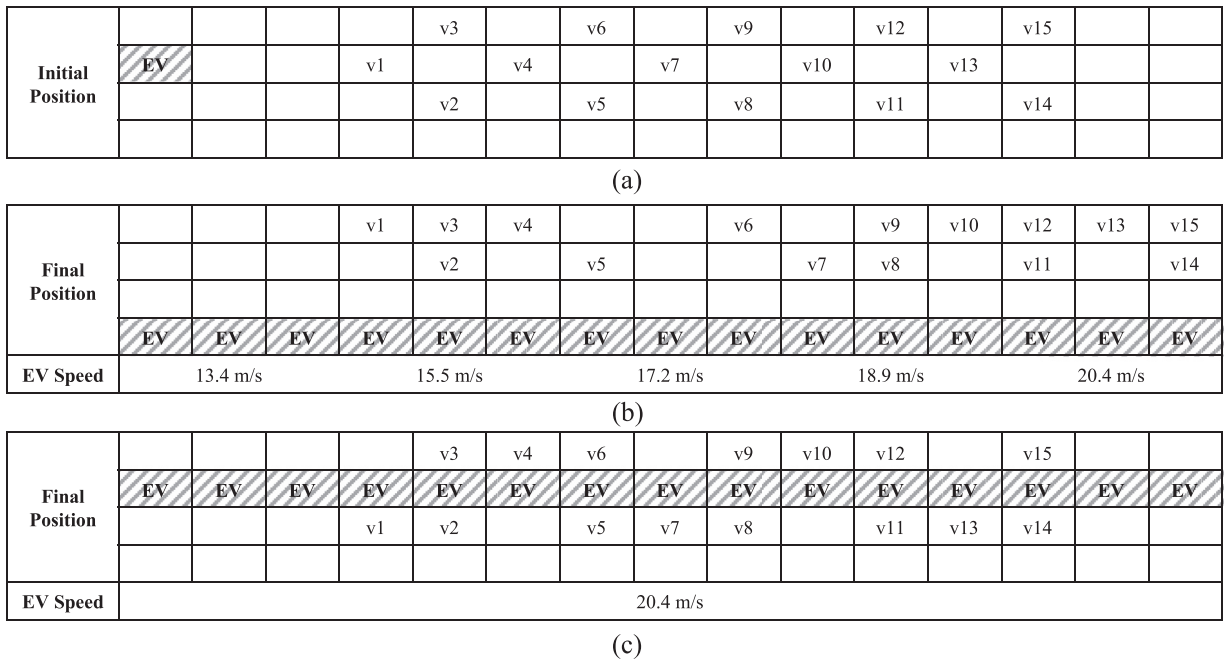 v3 v6 v9 v12 v15
Initial Position
EV v1 v4 v7 v10 v13
v2 v5 v8 v11 v14
(a)
v1 v3 v4 v6 v9 v10 v12 v13 v15
Final Position
v2 v5 v7 v8 v11 v14
EV EV EV EV EV EV EV EV EV EV EV EV EV EV EV
EV Speed 13.4 m/s 15.5 m/s 17.2 m/s 18.9 m/s 20.4 m/s
(b)
v3 v4 v6 v9 v10 v12 v15
EV EV EV EV EV EV EV EV EV EV EV EV EV EV EV
Final Position
v1 v2 v5 v7 v8 v11 v13 v14
EV Speed 20.4 m/s
(c)